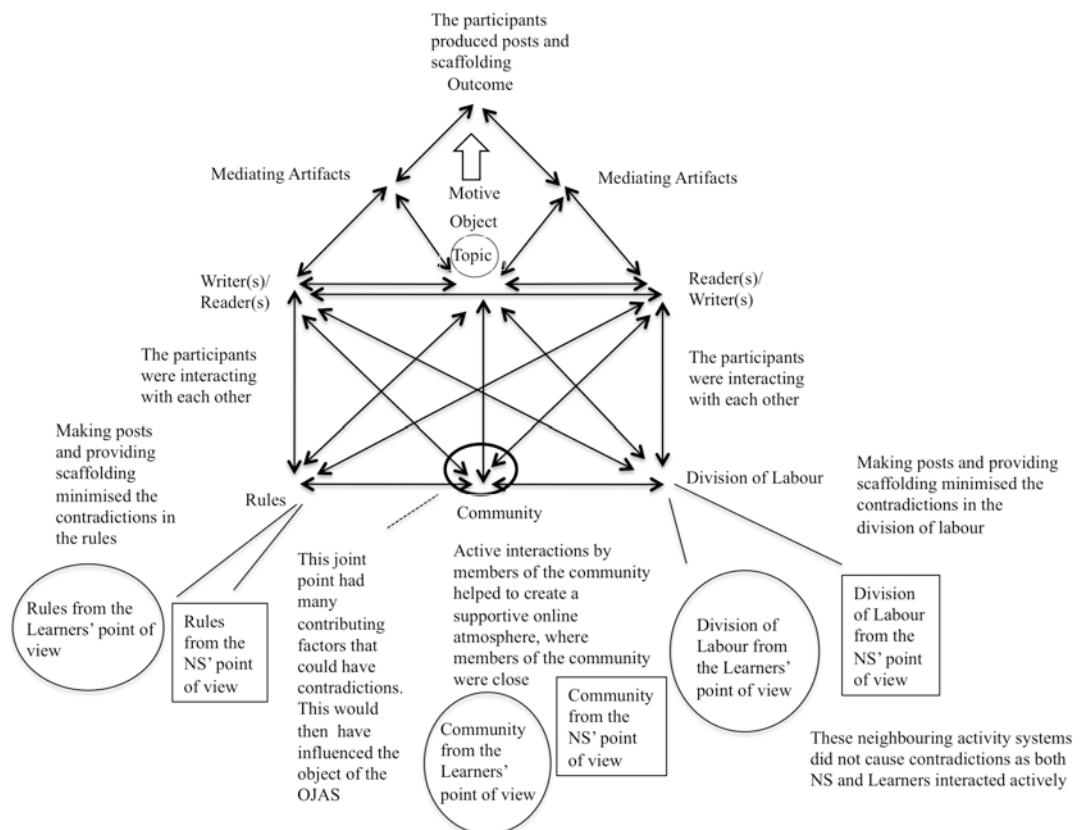 The participants
produced posts and
scaffolding
Outcome
Mediating Artifacts
Mediating Artifacts
Motive
Object
Topic
Writer(s)/
Reader(s)
Reader(s)/
Writer(s)
The participants
were interacting
with each other
The participants
were interacting
with each other
Making posts
and providing
scaffolding
minimised the
contradictions in
the rules
Making posts and providing
scaffolding minimised the
contradictions in the
division of labour
Rules
Community
Division of Labour
Rules from the
Learners’ point of
view
Rules
from the
NS’ point
of view
This joint
point had
many
contributing
factors that
could have
contradictions.
This would
then have
influenced the
object of the
OJAS
Active interactions by
members of the community
helped to create a
supportive online
atmosphere, where
members of the community
were close
Community
from the
Learners’
point of view
Community
from the
NS’ point
of view
Division of
Labour from
the Learners’
point of view
Division
of Labour
from the
NS’ point
of view
These neighbouring activity systems
did not cause contradictions as both
NS and Learners interacted actively